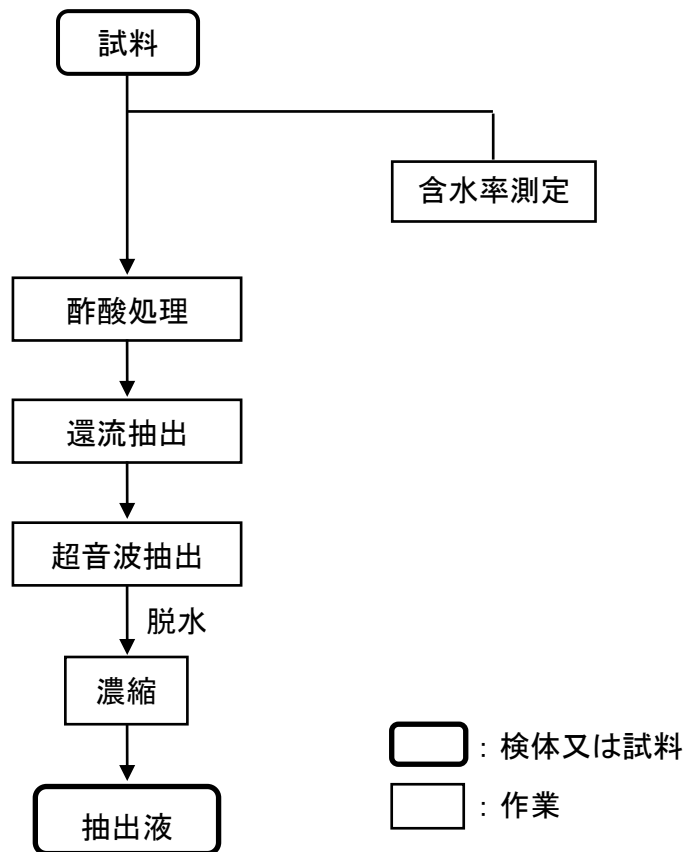 試料
含水率測定
酢酸処理
還流抽出
超音波抽出
脱水
濃縮
抽出液
：検体又は試料
：作業